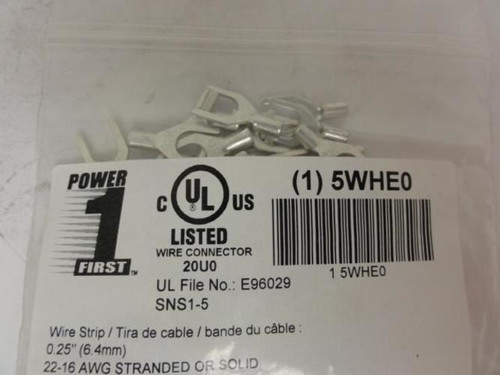 POWER
1
FIRST TM
C UL US
LISTED
WIRE CONNECTOR
20U0
UL File No.: E96029
SNS1-5
(1) 5WHE0
1 5WHE0
Wire Strip / Tira de cable / bande du câble :
0.25" (6.4mm)
22-16 AWG STRANDED OR SOLID